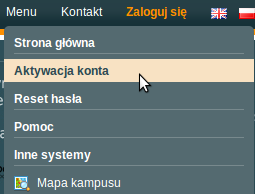 Menu Kontakt Zaloguj się
Strona główna
Aktywacja konta
Reset hasła
Pomoc
Inne systemy
Mapa kampusu